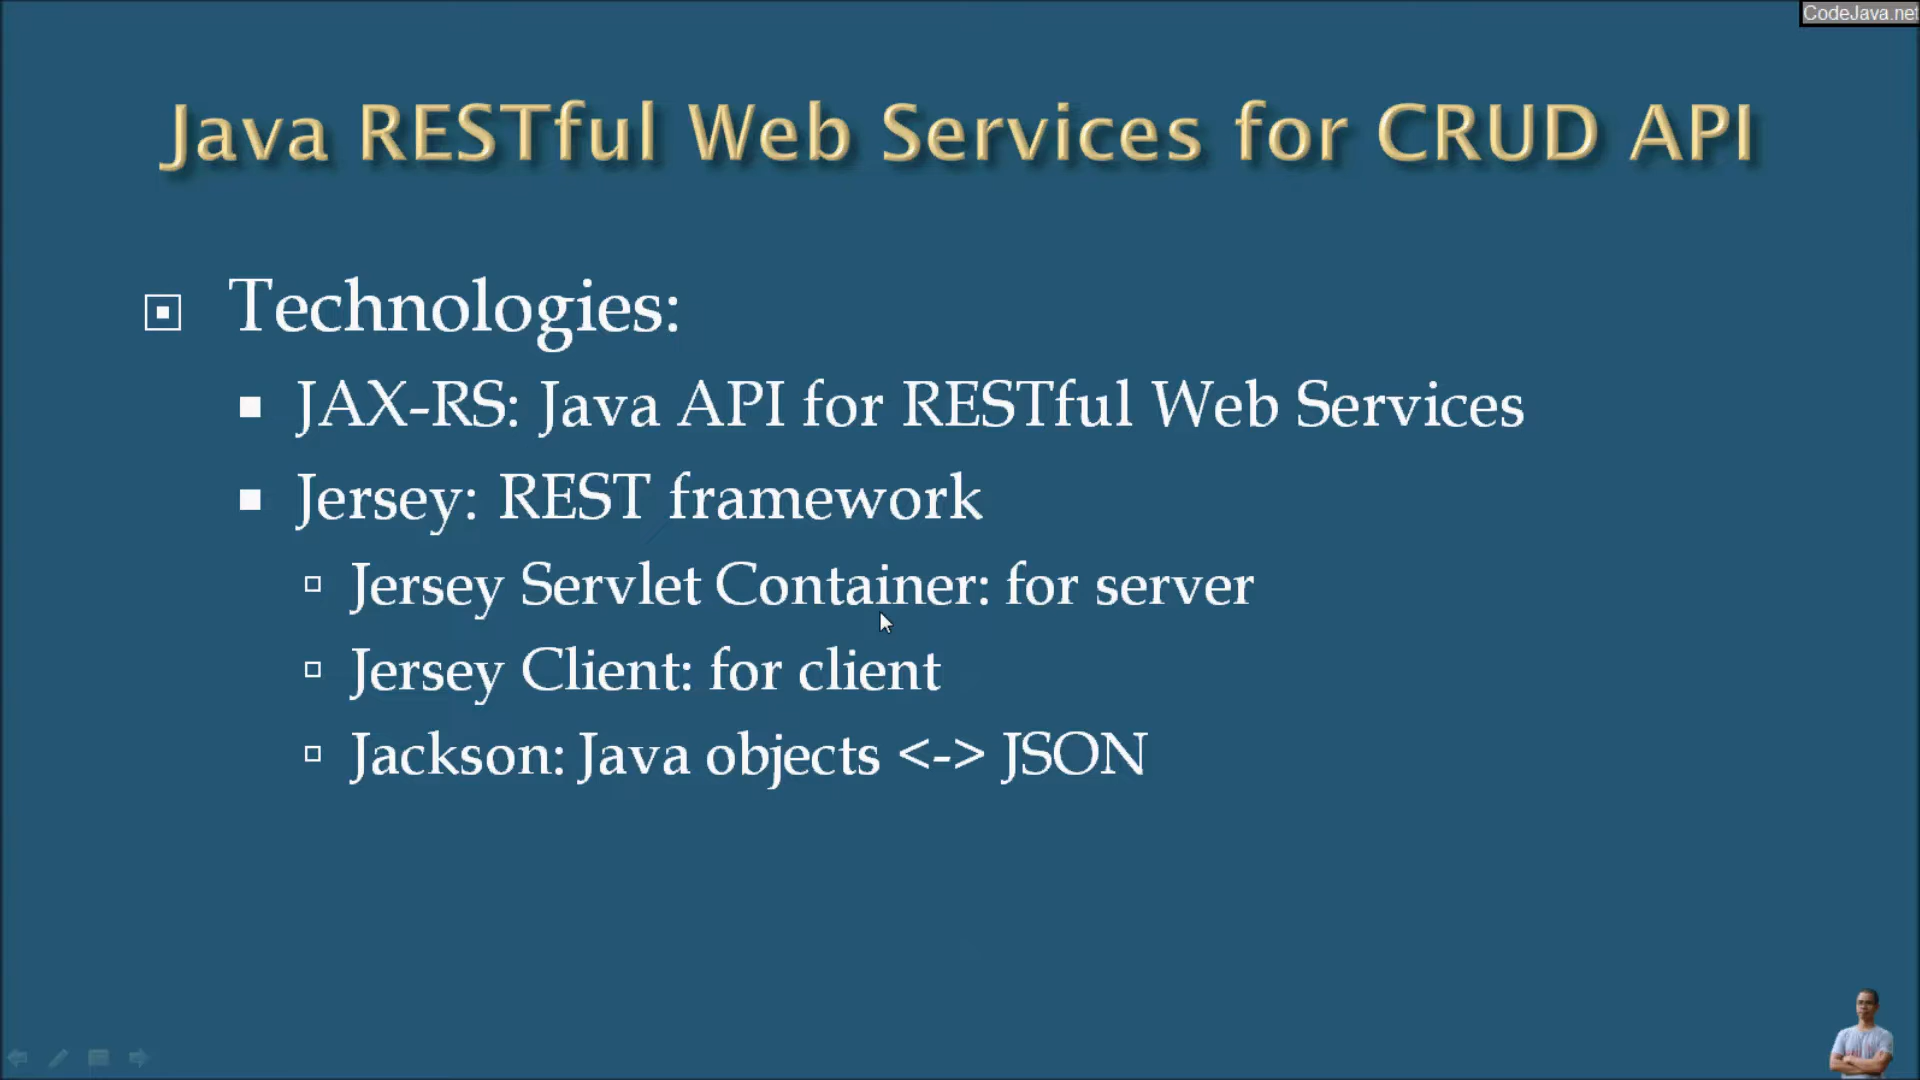 CodeJava.net
Java RESTful Web Services for CRUD API
Technologies:
JAX-RS: Java API for RESTful Web Services
Jersey: REST framework
Jersey Servlet Container: for server
Jersey Client: for client
Jackson: Java objects <-> JSON